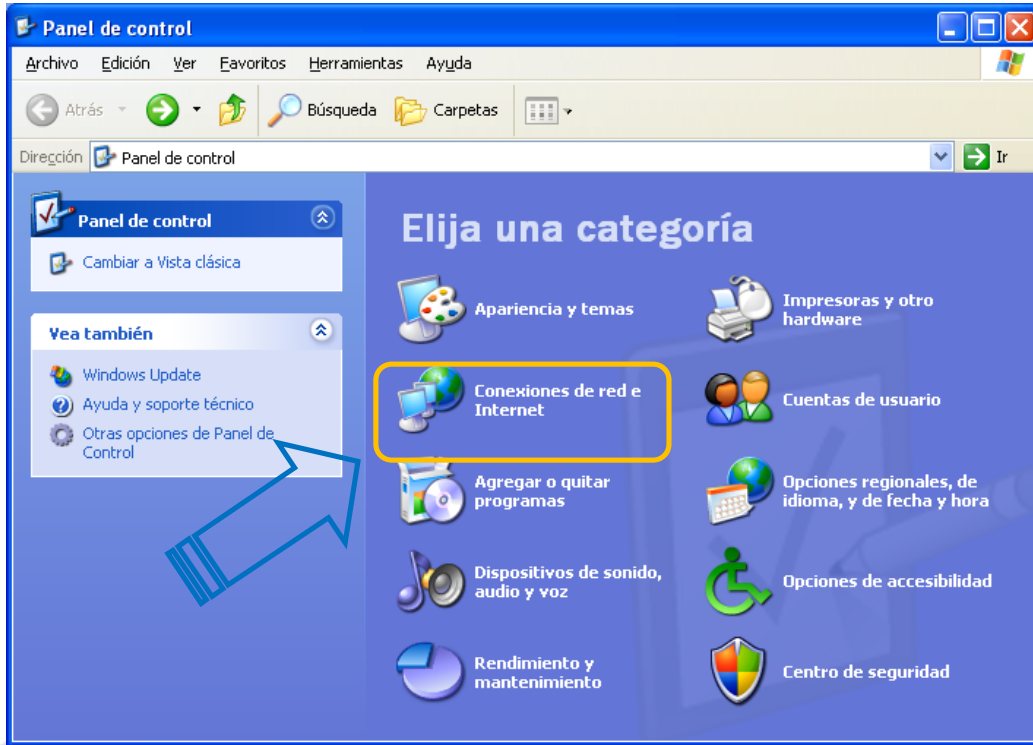 Panel de control
Archivo Edición Ver Favoritos Herramientas Ayuda
Atrás Búsqueda Carpetas
Dirección Panel de control Ir
Panel de control
Cambiar a Vista clásica
Vea también
Windows Update
Ayuda y soporte técnico
Otras opciones de Panel de
Control
Elija una categoría
Apariencia y temas
Impresoras y otro
hardware
Conexiones de red e
Internet
Cuentas de usuario
Agregar o quitar
programas
Opciones regionales, de
idioma, y de fecha y hora
Dispositivos de sonido,
audio y voz
Opciones de accesibilidad
Rendimiento y
mantenimiento
Centro de seguridad